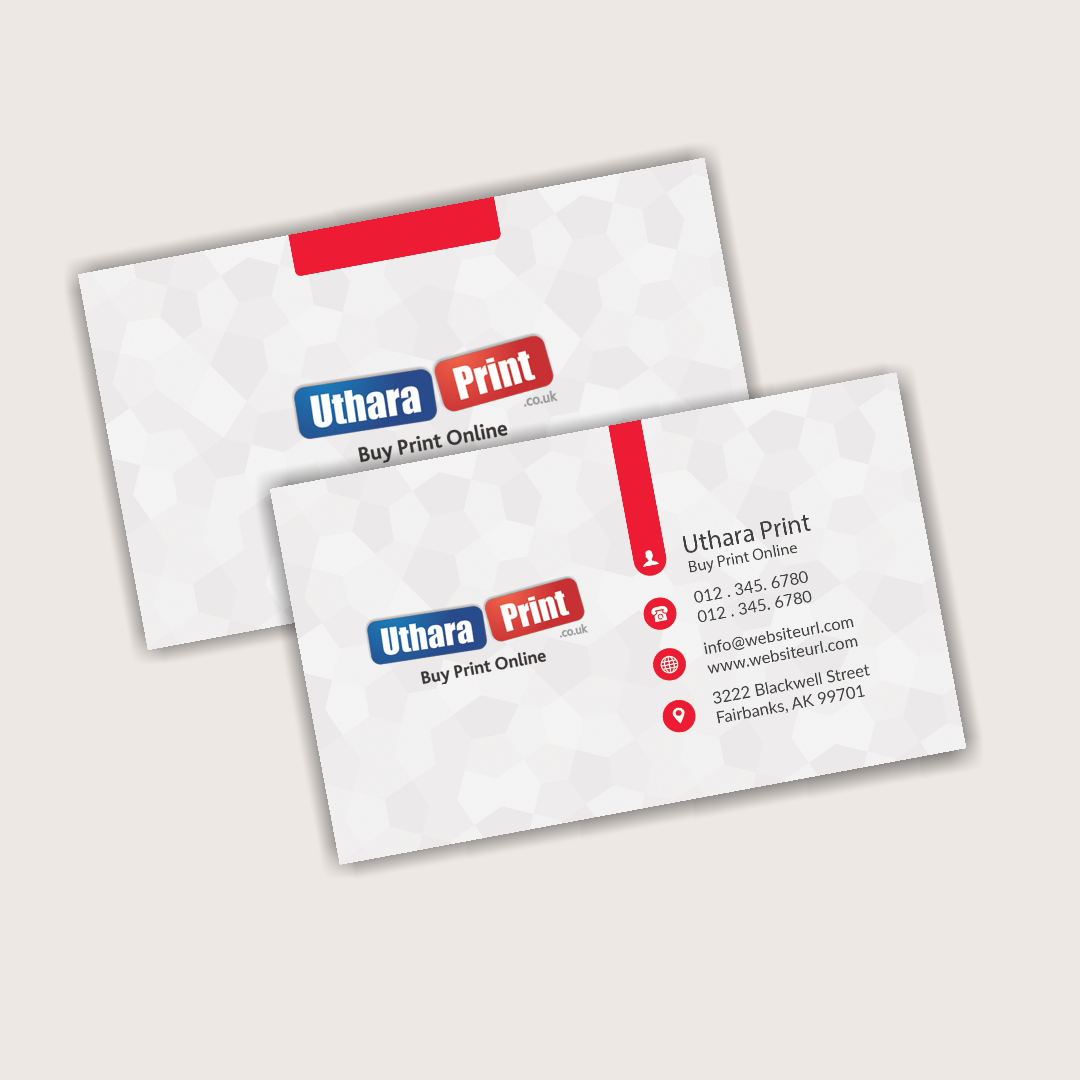 Uthara Print
.co.uk
Buy Print Online
Uthara Print
.co.uk
Buy Print Online
Uthara Print
Buy Print Online
012 . 345. 6780
012 . 345. 6780
info@websiteurl.com
www.websiteurl.com
3222 Blackwell Street
Fairbanks, AK 99701